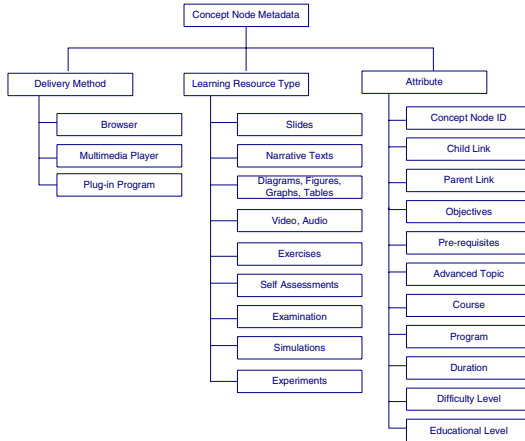 Concept Node Metadata
Delivery Method
Browser
Multimedia Player
Plug-in Program
Learning Resource Type
Slides
Narrative Texts
Diagrams, Figures,
Graphs, Tables
Video, Audio
Exercises
Self Assessments
Examination
Simulations
Experiments
Attribute
Concept Node ID
Child Link
Parent Link
Objectives
Pre-requisites
Advanced Topic
Course
Program
Duration
Difficulty Level
Educational Level